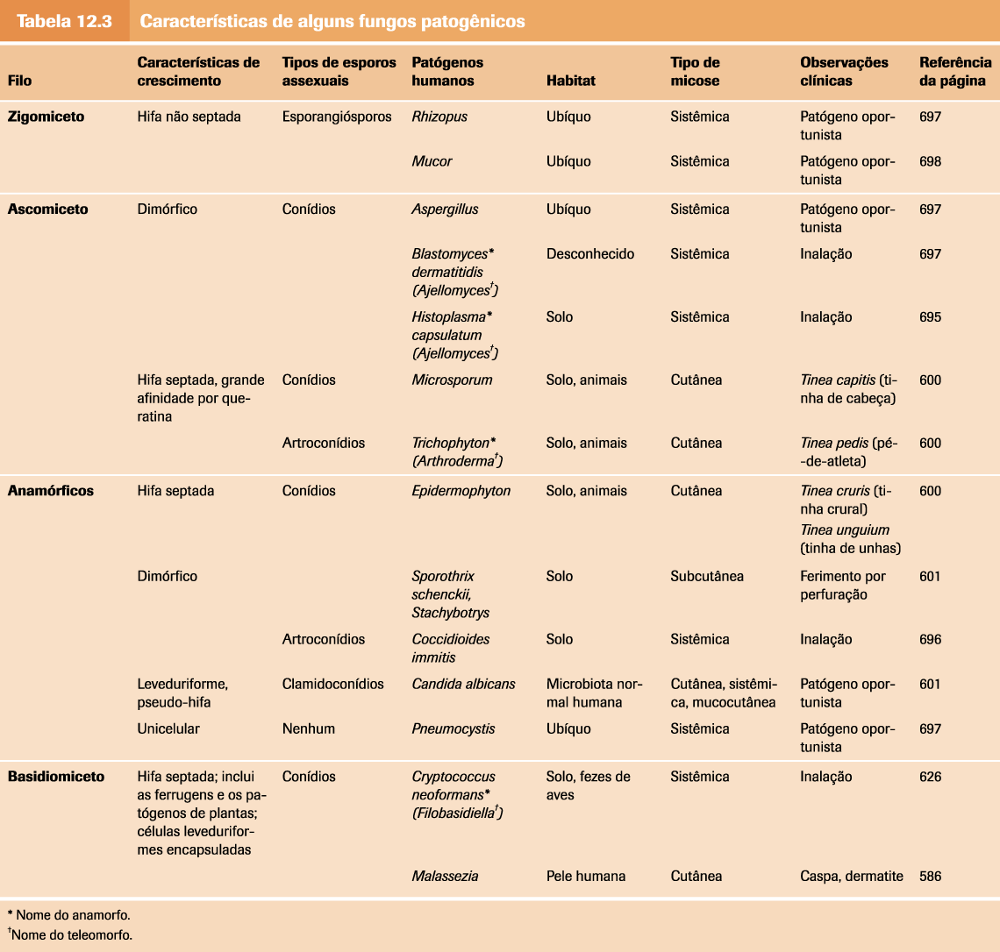 Tabela 12.3 Características de alguns fungos patogênicos
Filo Características de crescimento Tipos de esporos assexuais Patógenos humanos Habitat Tipo de micose Observações clínicas Referência da página
Zigomiceto Hifa não septada Esporangiósporos Rhizopus Ubíquo Sistêmica Patógeno opor-
tunista 697
Mucor Ubíquo Sistêmica Patógeno opor-
tunista 698
Ascomiceto Dimórfico Conídios Aspergillus Ubíquo Sistêmica Patógeno opor-
tunista 697
Blastomyces* Desconhecido Sistêmica Inalação 697
dermatitidis
(Ajellomyces†)
Histoplasma* Solo Sistêmica Inalação 695
capsulatum
(Ajellomyces†)
Hifa septada, grande
afinidade por que-
ratina
Conídios Microsporum Solo, animais Cutânea Tinea capitis (ti-
nha de cabeça) 600
Artroconídios Trichophyton*
(Arthroderma†)
Solo, animais Cutânea Tinea pedis (pé-
-de-atleta) 600
Anamórficos Hifa septada Conídios Epidermophyton Solo, animais Cutânea Tinea cruris (ti-
nha crural) 600
Tinea unguium
(tinha de unhas)
Dimórfico Sporothrix
schenckii,
Stachybotrys
Solo Subcutânea Ferimento por
perfuração 601
Artroconídios Coccidioides
immitis
Solo Sistêmica Inalação 696
Leveduriforme,
pseudo-hifa
Clamidoconídios Candida albicans Microbiota nor-
mal humana
Cutânea, sistêmi-
ca, mucocutânea
Patógeno opor-
tunista 601
Unicelular Nenhum Pneumocystis Ubíquo Sistêmica Patógeno opor-
tunista 697
Basidiomiceto Hifa septada; inclui
as ferrugens e os pa-
tógenos de plantas;
células levedurifor-
mes encapsuladas
Conídios Cryptococcus
neoformans*
(Filobasidiella†)
Solo, fezes de
aves
Sistêmica Inalação 626
Malassezia Pele humana Cutânea Caspa, dermatite 586
* Nome do anamorfo.
†Nome do teleomorfo.